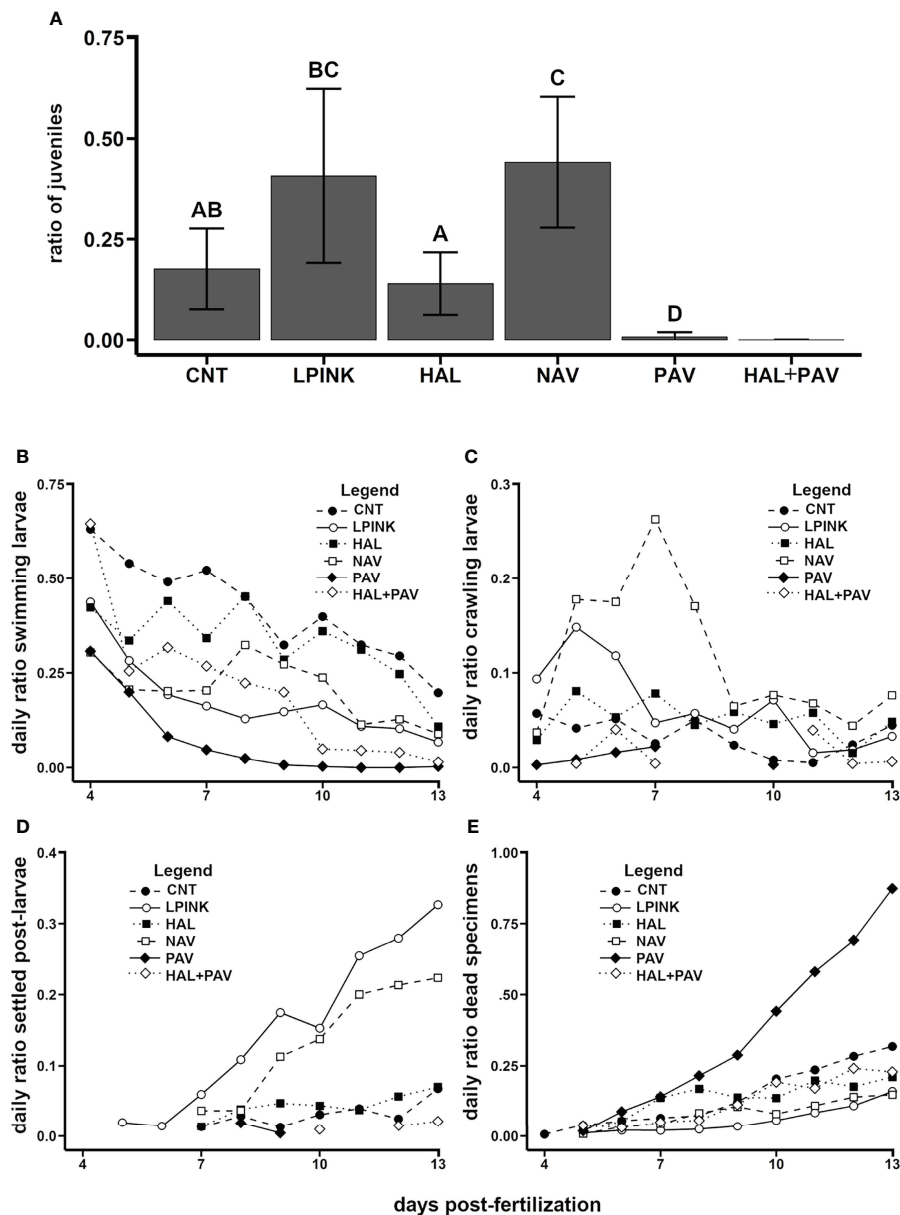 A
ratio of juveniles
0.75
0.50
0.25
0.00
AB
BC
A
C
D
CNT
LPINK
HAL
NAV
PAV
HAL+PAV
B
daily ratio swimming larvae
0.75
0.50
0.25
0.00
4
7
10
13
Legend
CNT
LPINK
HAL
NAV
PAV
HAL+PAV
C
daily ratio crawling larvae
0.3
0.2
0.1
0.0
4
7
10
13
Legend
CNT
LPINK
HAL
NAV
PAV
HAL+PAV
D
daily ratio settled post-larvae
0.4
0.3
0.2
0.1
0.0
4
7
10
13
Legend
CNT
LPINK
HAL
NAV
PAV
HAL+PAV
E
daily ratio dead specimens
1.00
0.75
.50
0.25
0.00
4
7
10
13
Legend
CNT
LPINK
HAL
NAV
PAV
HAL+PAV
days post-fertilization